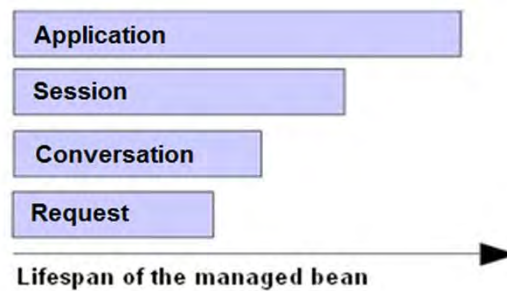 Application
Session
Conversation
Request
Lifespan of the managed bean